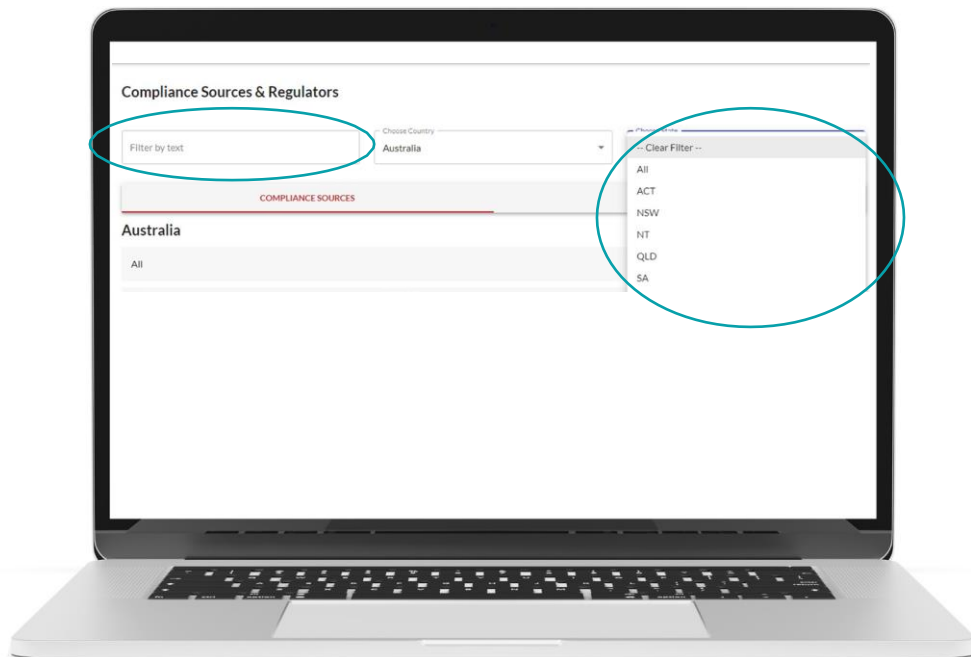 Compliance Sources & Regulators
Filter by text
Choose Country
Australia
-- Clear Filter --
All
ACT
NSW
NT
QLD
SA
COMPLIANCE SOURCES
Australia
All